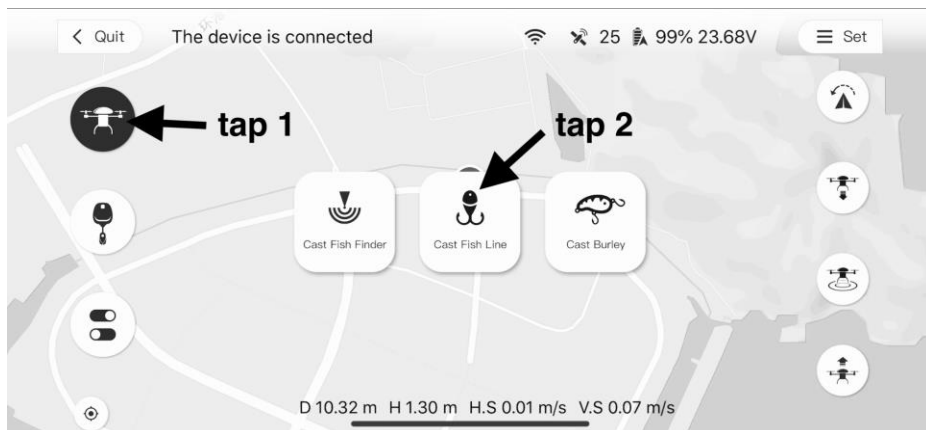 Quit
The device is connected
25
99% 23.68V
Set
tap 1
tap 2
Cast Fish Finder
Cast Fish Line
Cast Burley
D 10.32 m H 1.30 m H.S 0.01 m/s V.S 0.07 m/s